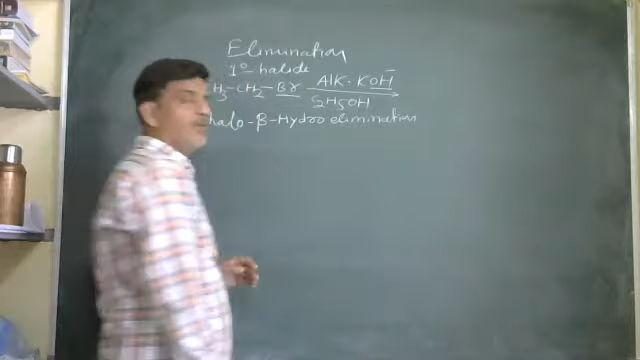 Elimination
1° halide
H₃-CH₂-Br Alk. KOH̄
C₂H₅OH
halo-β-Hydro elimination